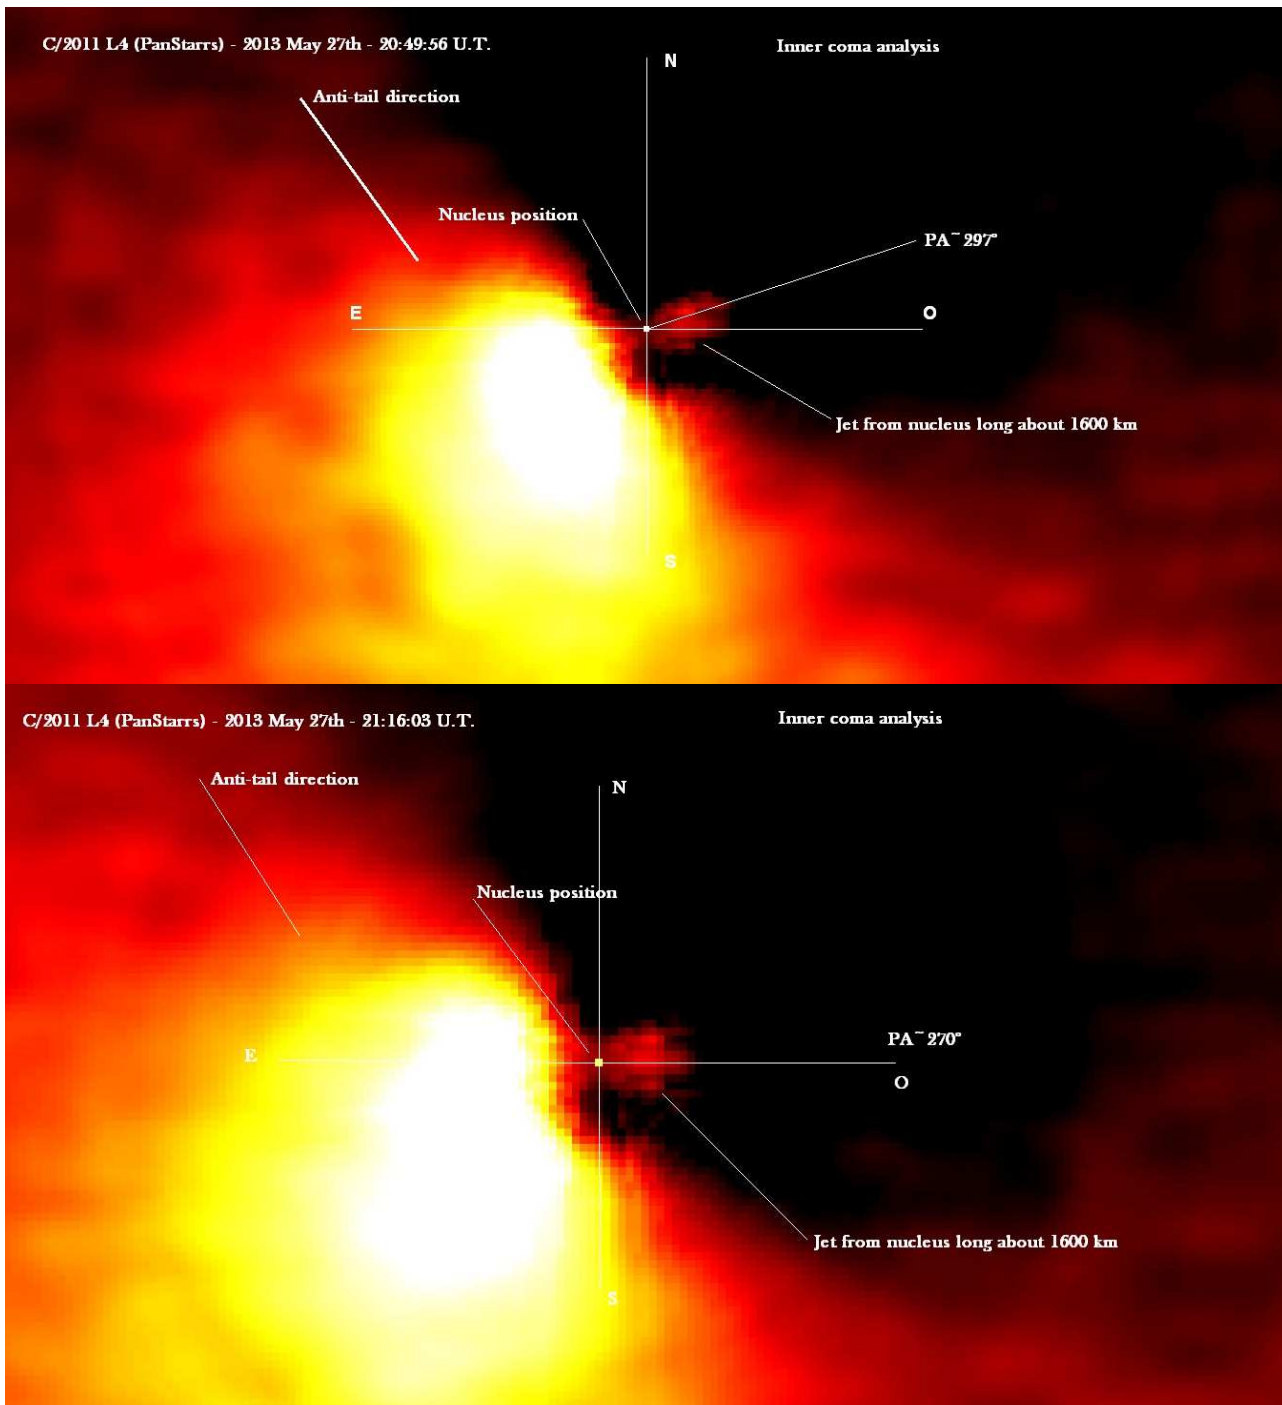 C/2011 L4 (PanStarrs) - 2013 May 27th - 20:49:56 U.T.
Inner coma analysis
N
Anti-tail direction
Nucleus position
PA~ 297°
E
O
Jet from nucleus long about 1600 km
S
C/2011 L4 (PanStarrs) - 2013 May 27th - 21:16:03 U.T.
Inner coma analysis
Anti-tail direction
N
Nucleus position
PA~ 270°
E
O
Jet from nucleus long about 1600 km
S